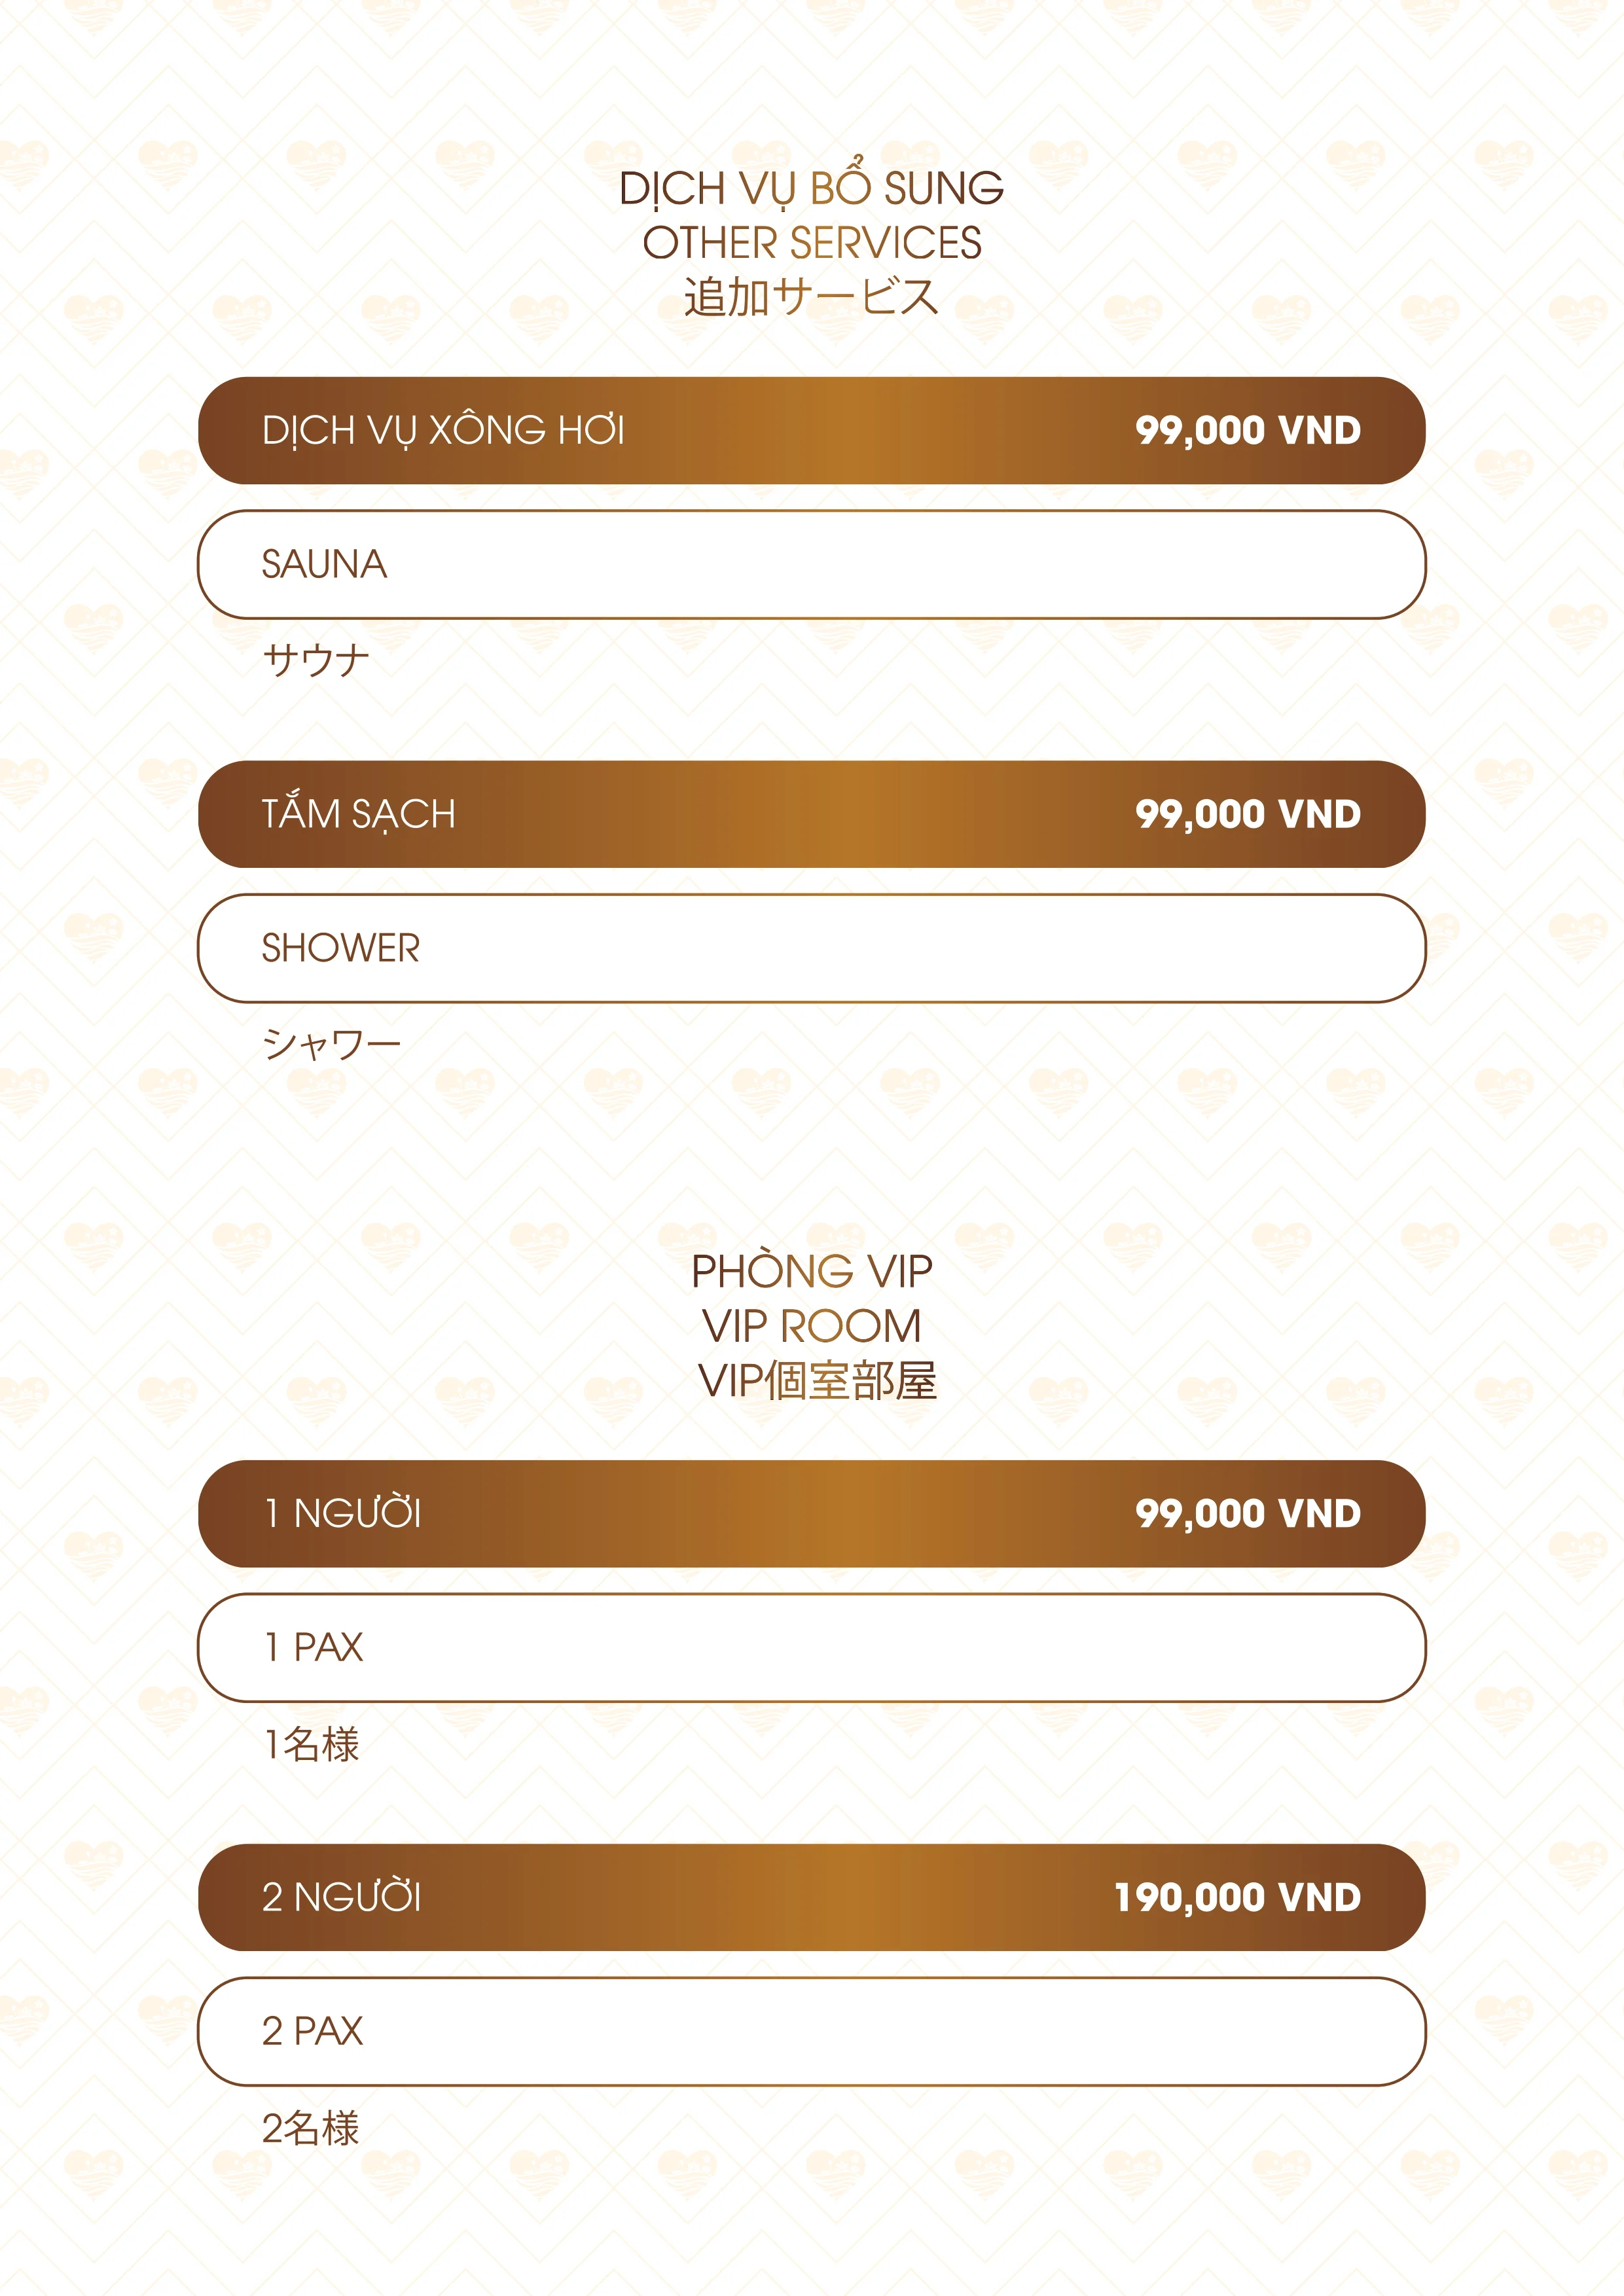 DỊCH VỤ BỔ SUNG
OTHER SERVICES
追加サービス
DỊCH VỤ XÔNG HƠI 99,000 VND
SAUNA
サウナ
TẮM SẠCH 99,000 VND
SHOWER
シャワー
PHÒNG VIP
VIP ROOM
VIP個室部屋
1 NGƯỜI 99,000 VND
1 PAX
1名様
2 NGƯỜI 190,000 VND
2 PAX
2名様